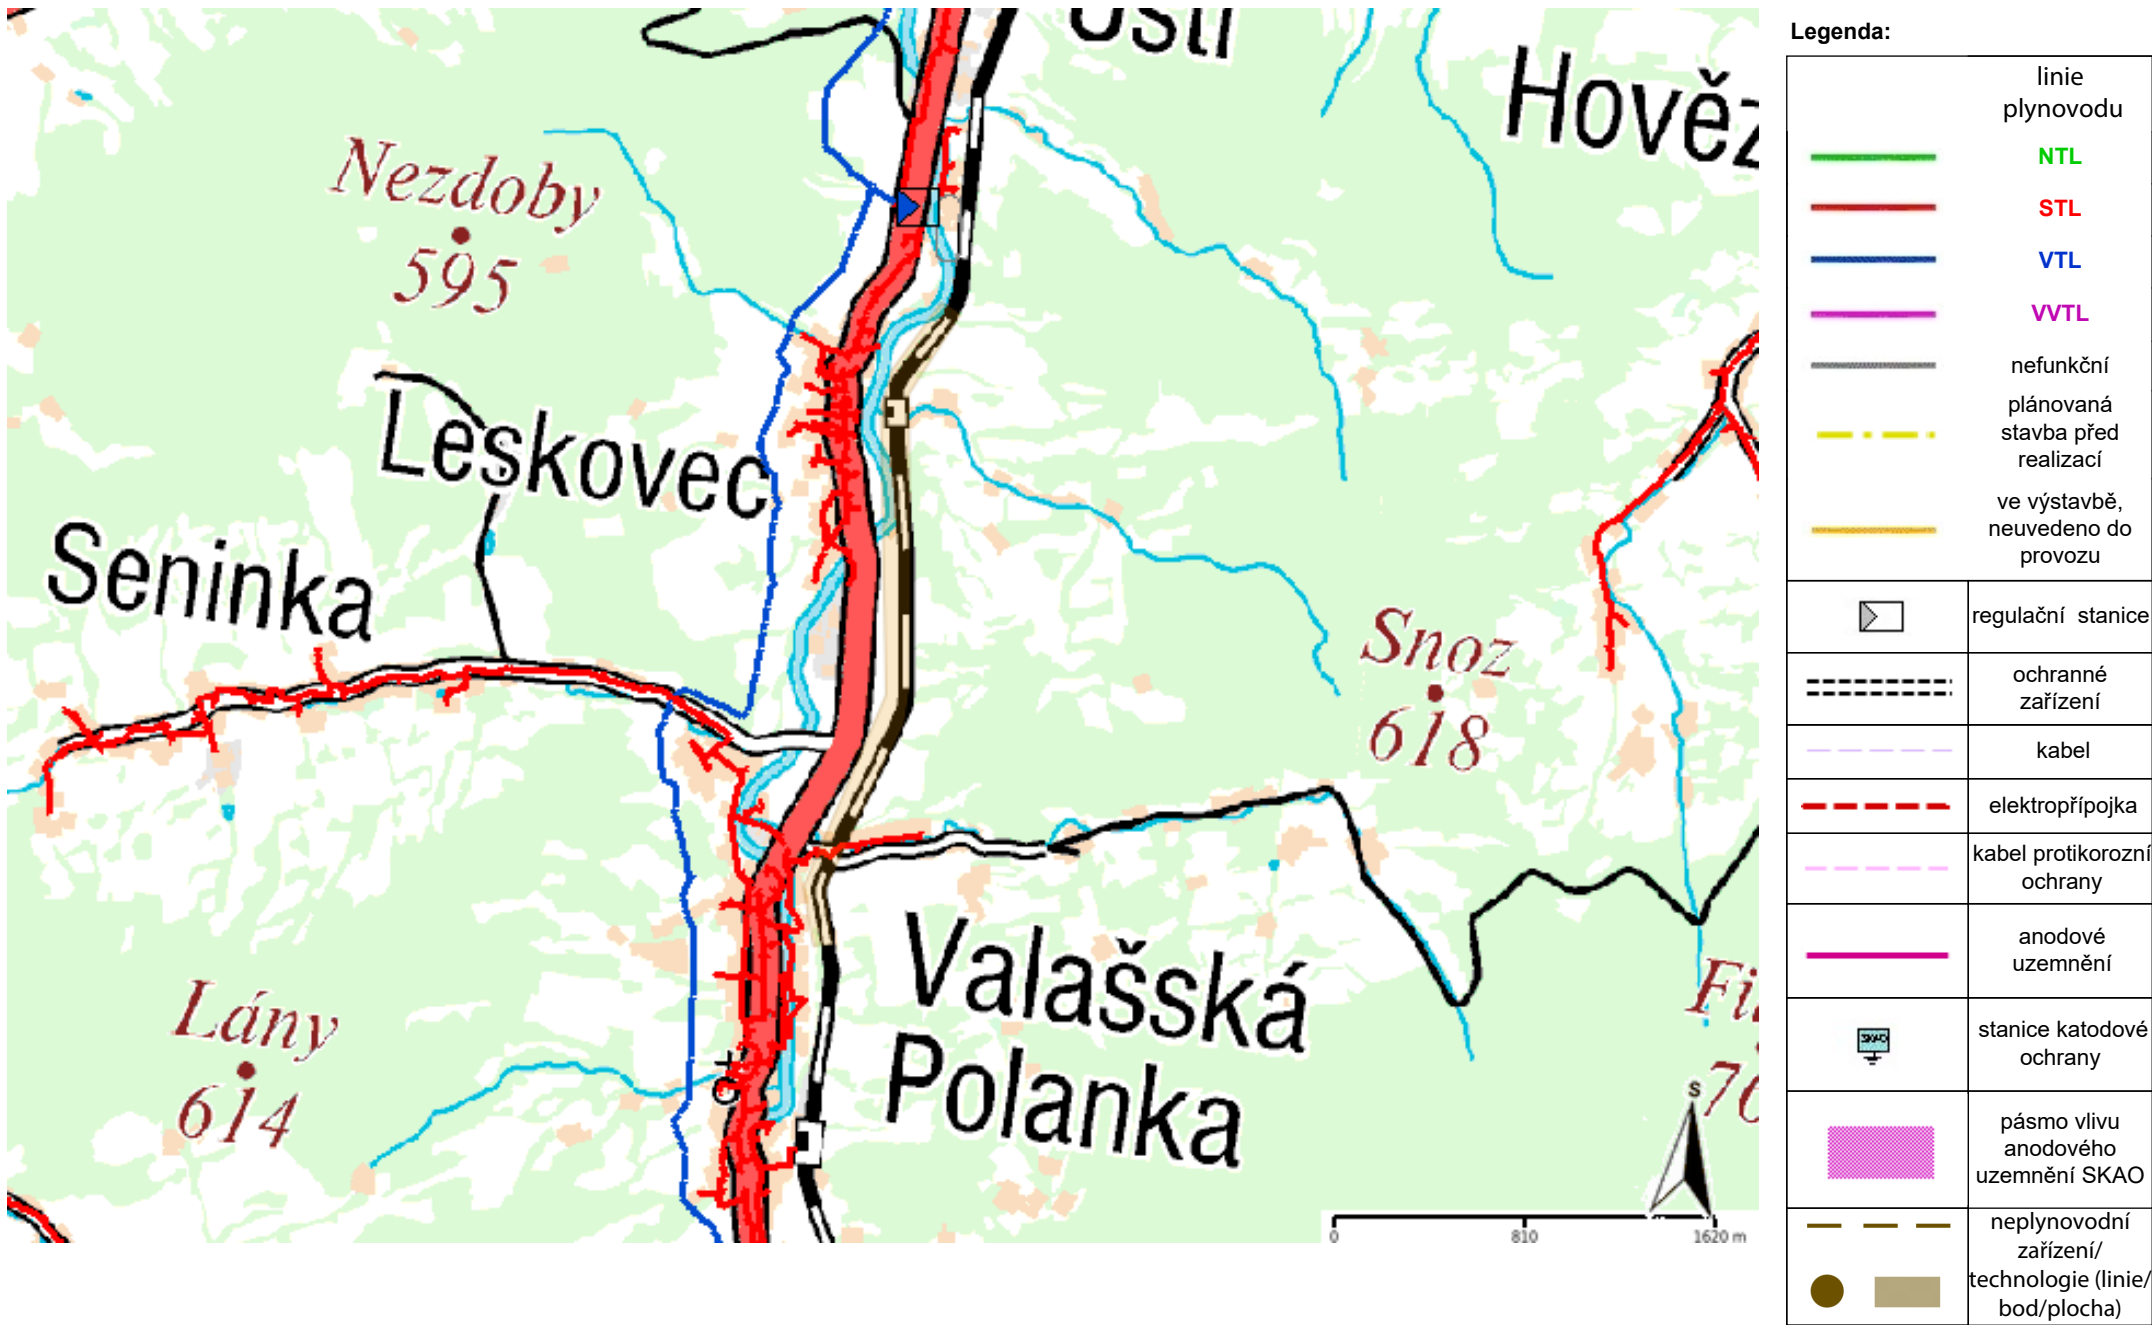 Ústí
Hověz
Nezdoby
595
Leskovec
Seninka
Snoz
618
Valašská
Polanka
Lány
614
S
0
810
1620 m
Legenda:
linie
plynovodu
NTL
STL
VTL
VVTL
nefunkční
plánovaná
stavba před
realizací
ve výstavbě,
neuvedeno do
provozu
regulační stanice
ochranné
zařízení
kabel
elektropřípojka
kabel protikorozní
ochrany
anodové
uzemnění
SKAO
stanice katodové
ochrany
pásmo vlivu
anodového
uzemnění SKAO
neplynovodní
zařízení/
technologie (linie/
bod/plocha)